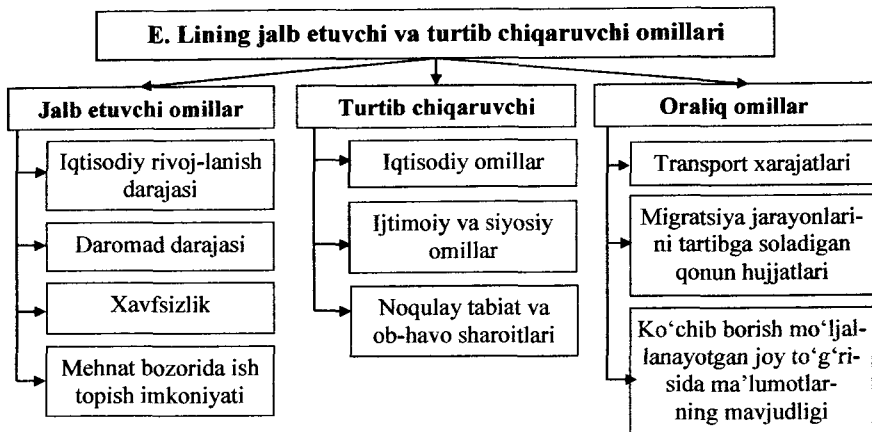 E. Lining jalb etuvchi va turtib chiqaruvchi omillari
Jalb etuvchi omillar
Iqtisodiy rivoj-lanish
darajasi
Daromad darajasi
Xavfsizlik
Mehnat bozorida ish
topish imkoniyati
Turtib chiqaruvchi
Iqtisodiy omillar
Ijtimoiy va siyosiy
omillar
Noqulay tabiat va
ob-havo sharoitlari
Oraliq omillar
Transport xarajatlari
Migratsiya jarayonlari-
ni tartibga soladigan
qonun hujjatlari
Ko‘chib borish mo‘ljal-
lanayotgan joy to‘g‘ri-
sida ma’lumotlar-
ning mavjudligi